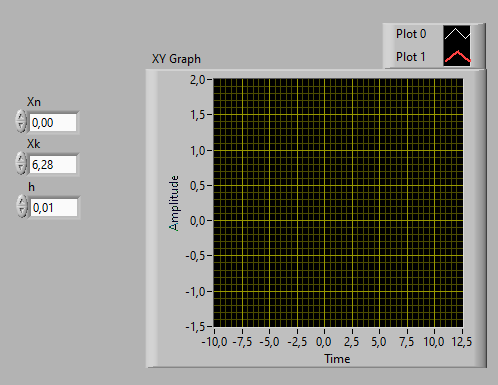 Plot 0
Plot 1
XY Graph
Xn
0,00
Xk
6,28
h
0,01
Amplitude
2,0
1,5
1,0
0,5
0,0
-0,5
-1,0
-1,5
-10,0 -7,5 -5,0 -2,5 0,0 2,5 5,0 7,5 10,0 12,5
Time